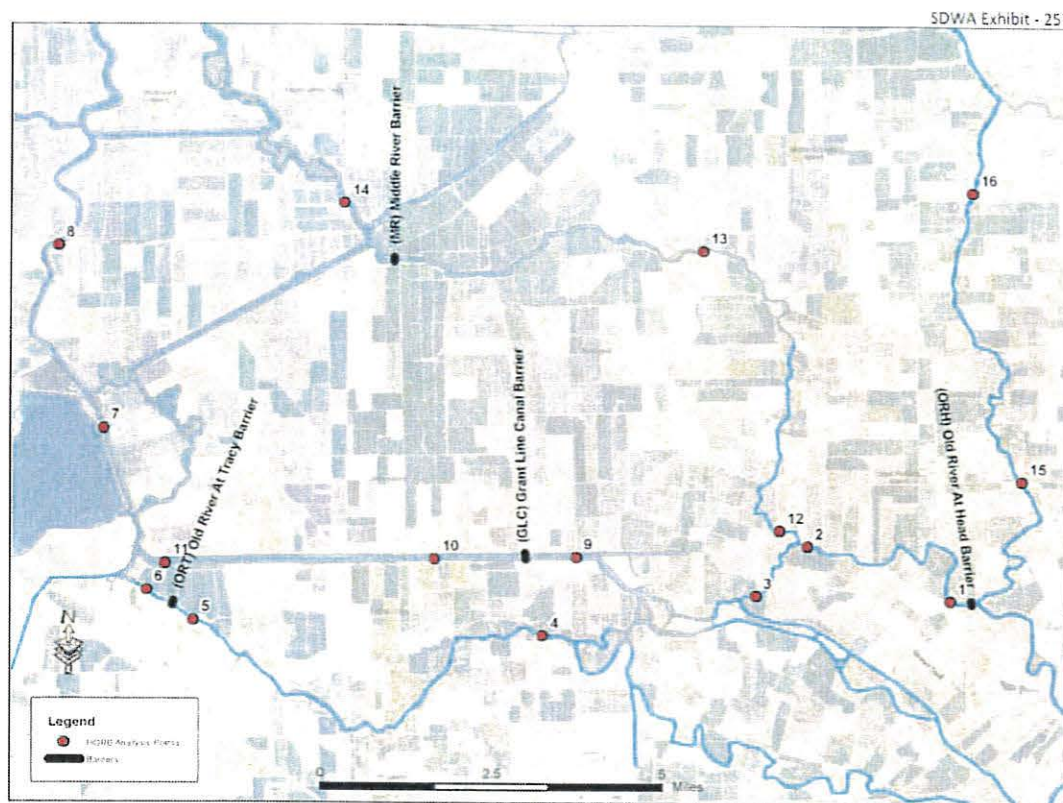 SDWA Exhibit - 25
16
14
(MR) Middle River Barrier
13
8
7
(ORT) Old River At Tracy Barrier
(GLC) Grant Line Canal Barrier
(ORH) Old River At Head Barrier
15
12
2
11
10
9
6
3
1
5
4
N
Legend
Analysis Points
Barriers
0
2.5
5
Miles